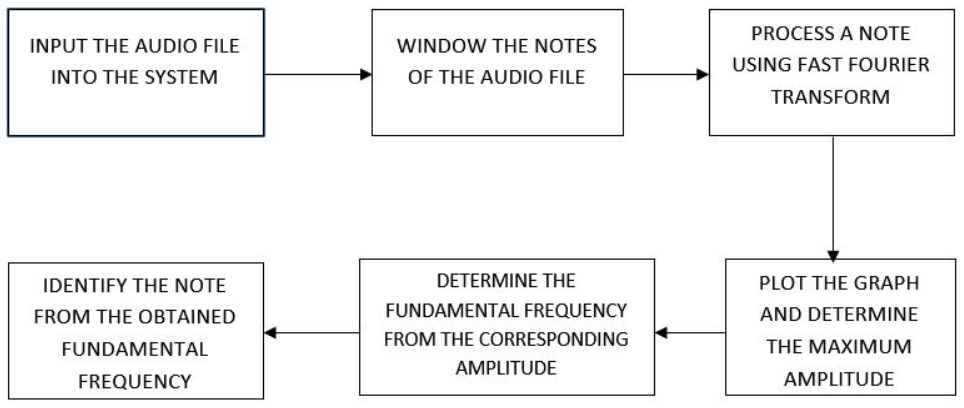 INPUT THE AUDIO FILE
INTO THE SYSTEM
WINDOW THE NOTES
OF THE AUDIO FILE
PROCESS A NOTE
USING FAST FOURIER
TRANSFORM
PLOT THE GRAPH
AND DETERMINE
THE MAXIMUM
AMPLITUDE
DETERMINE THE
FUNDAMENTAL FREQUENCY
FROM THE CORRESPONDING
AMPLITUDE
IDENTIFY THE NOTE
FROM THE OBTAINED
FUNDAMENTAL
FREQUENCY